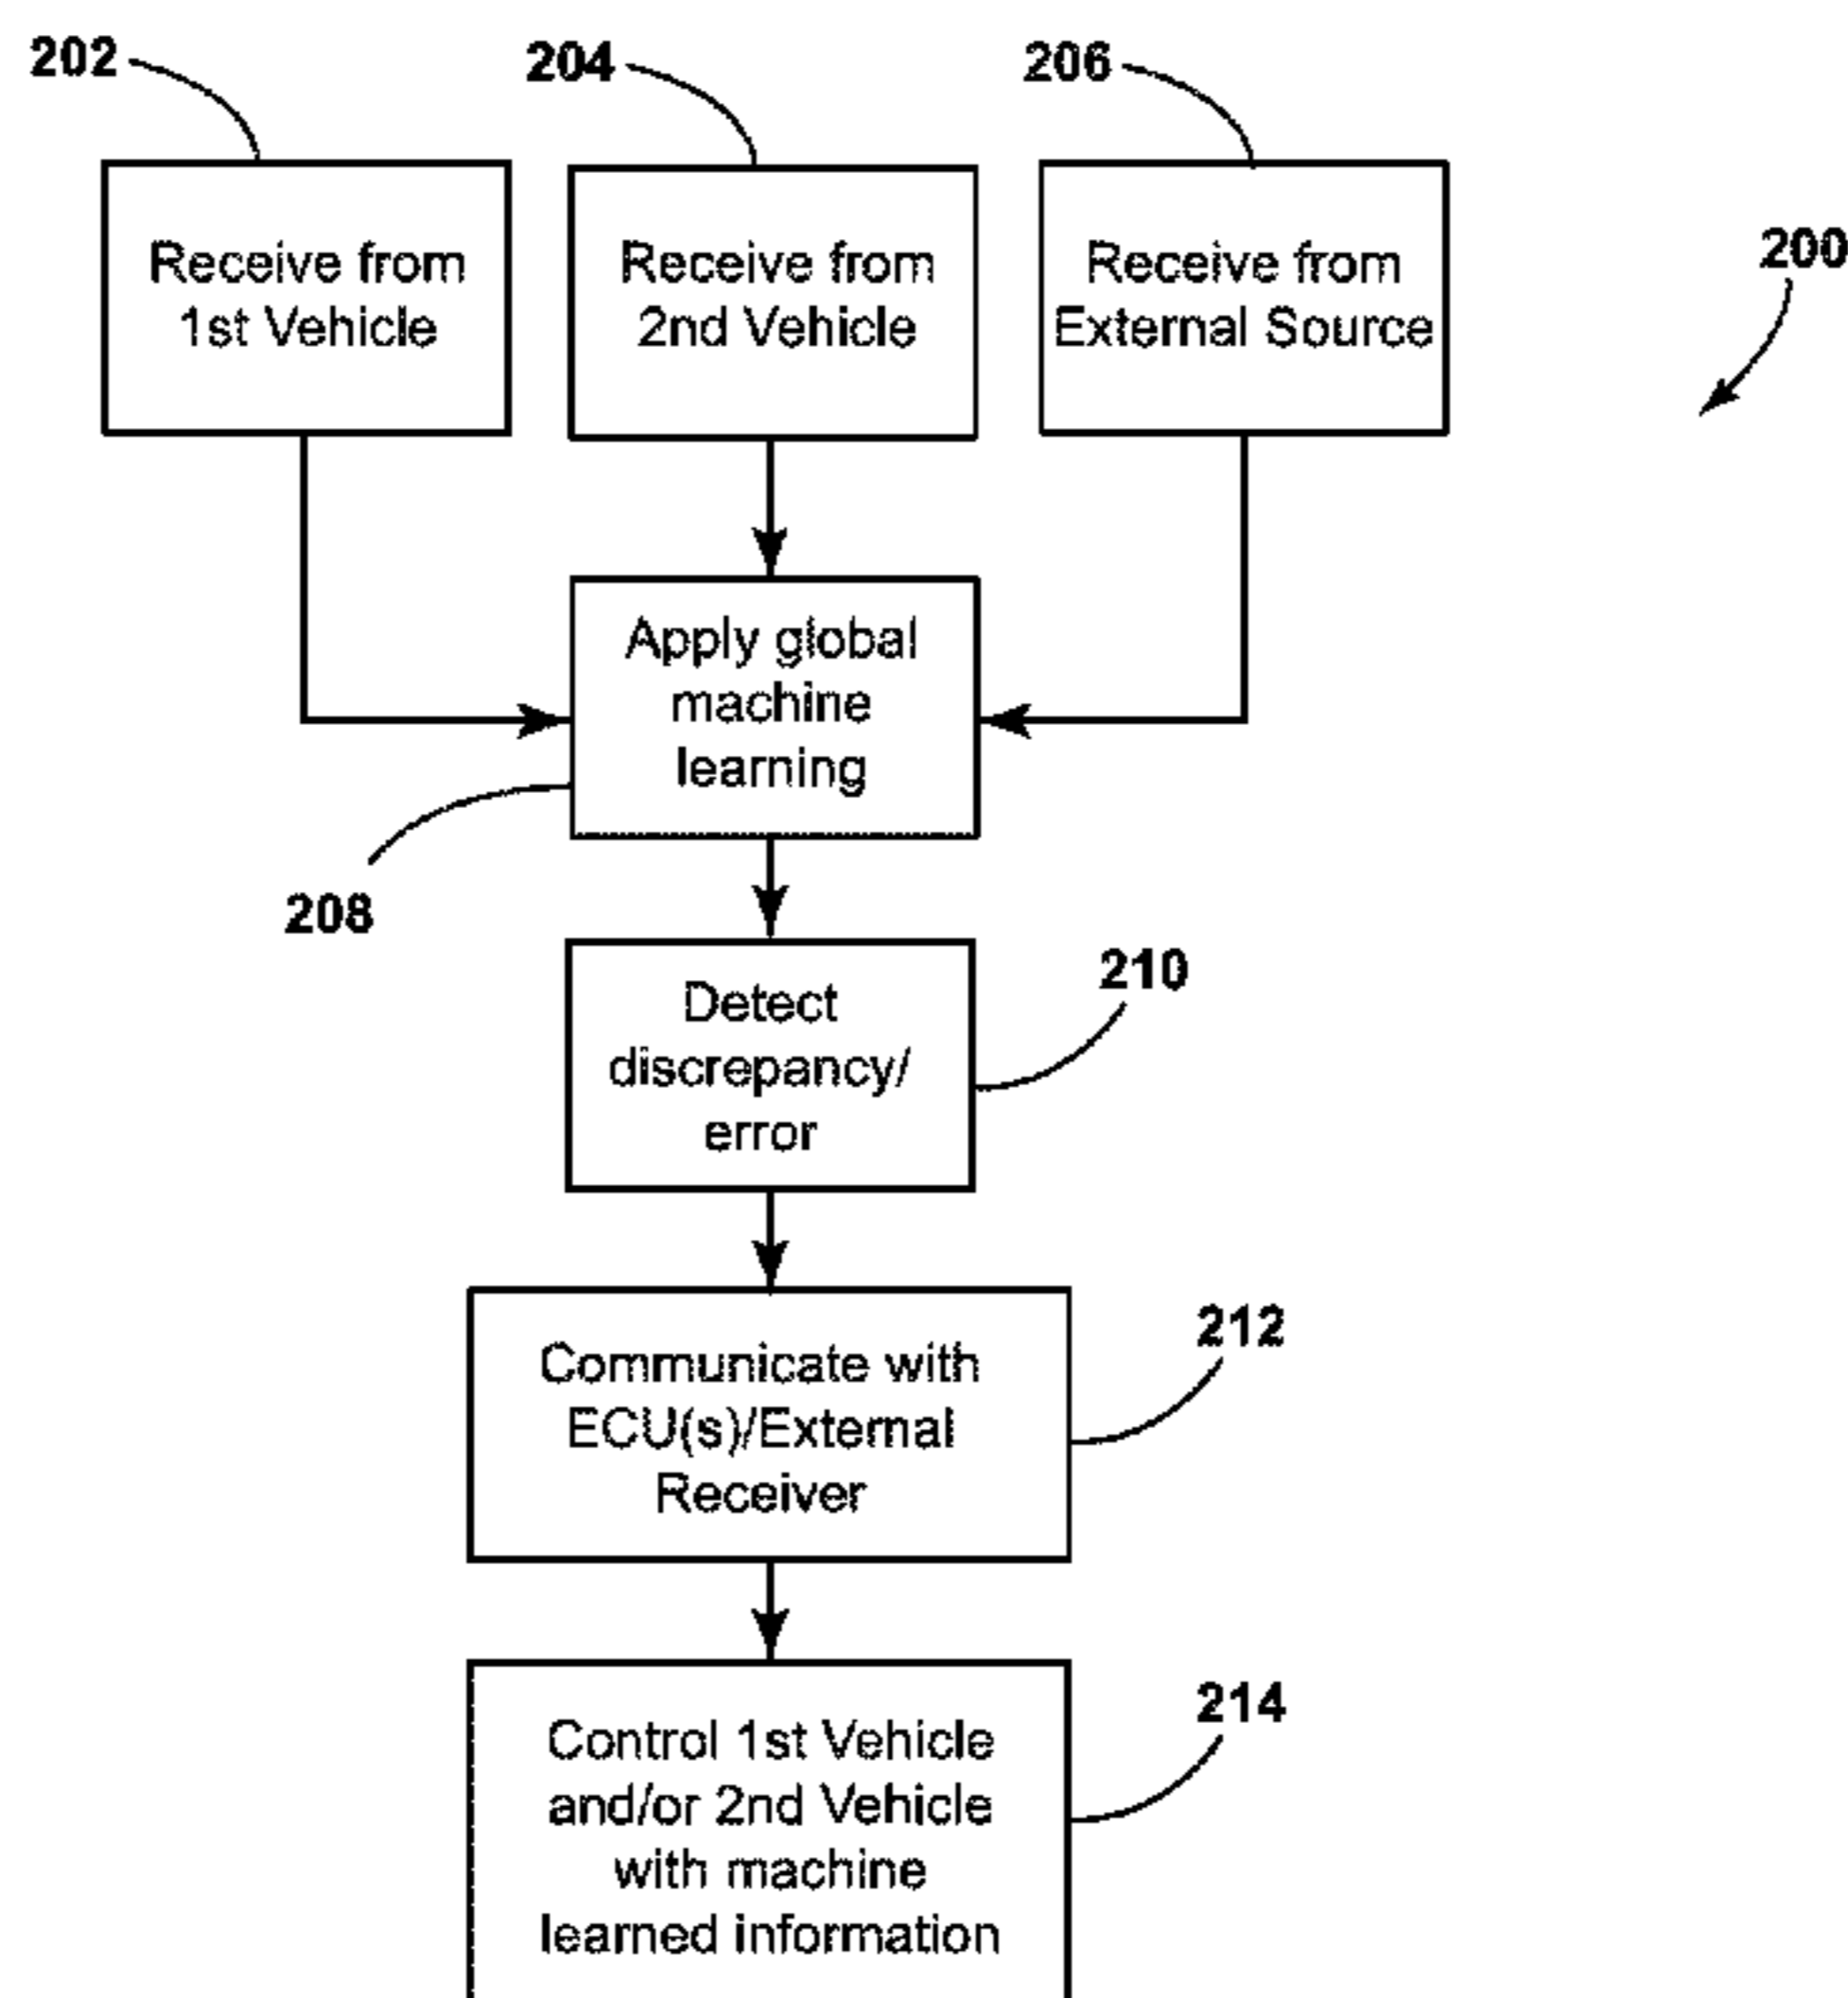 202
204
206
200
Receive from
1st Vehicle
Receive from
2nd Vehicle
Receive from
External Source
Apply global
machine
learning
208
Detect
discrepancy/
error
210
Communicate with
ECU(s)/External
Receiver
212
Control 1st Vehicle
and/or 2nd Vehicle
with machine
learned information
214